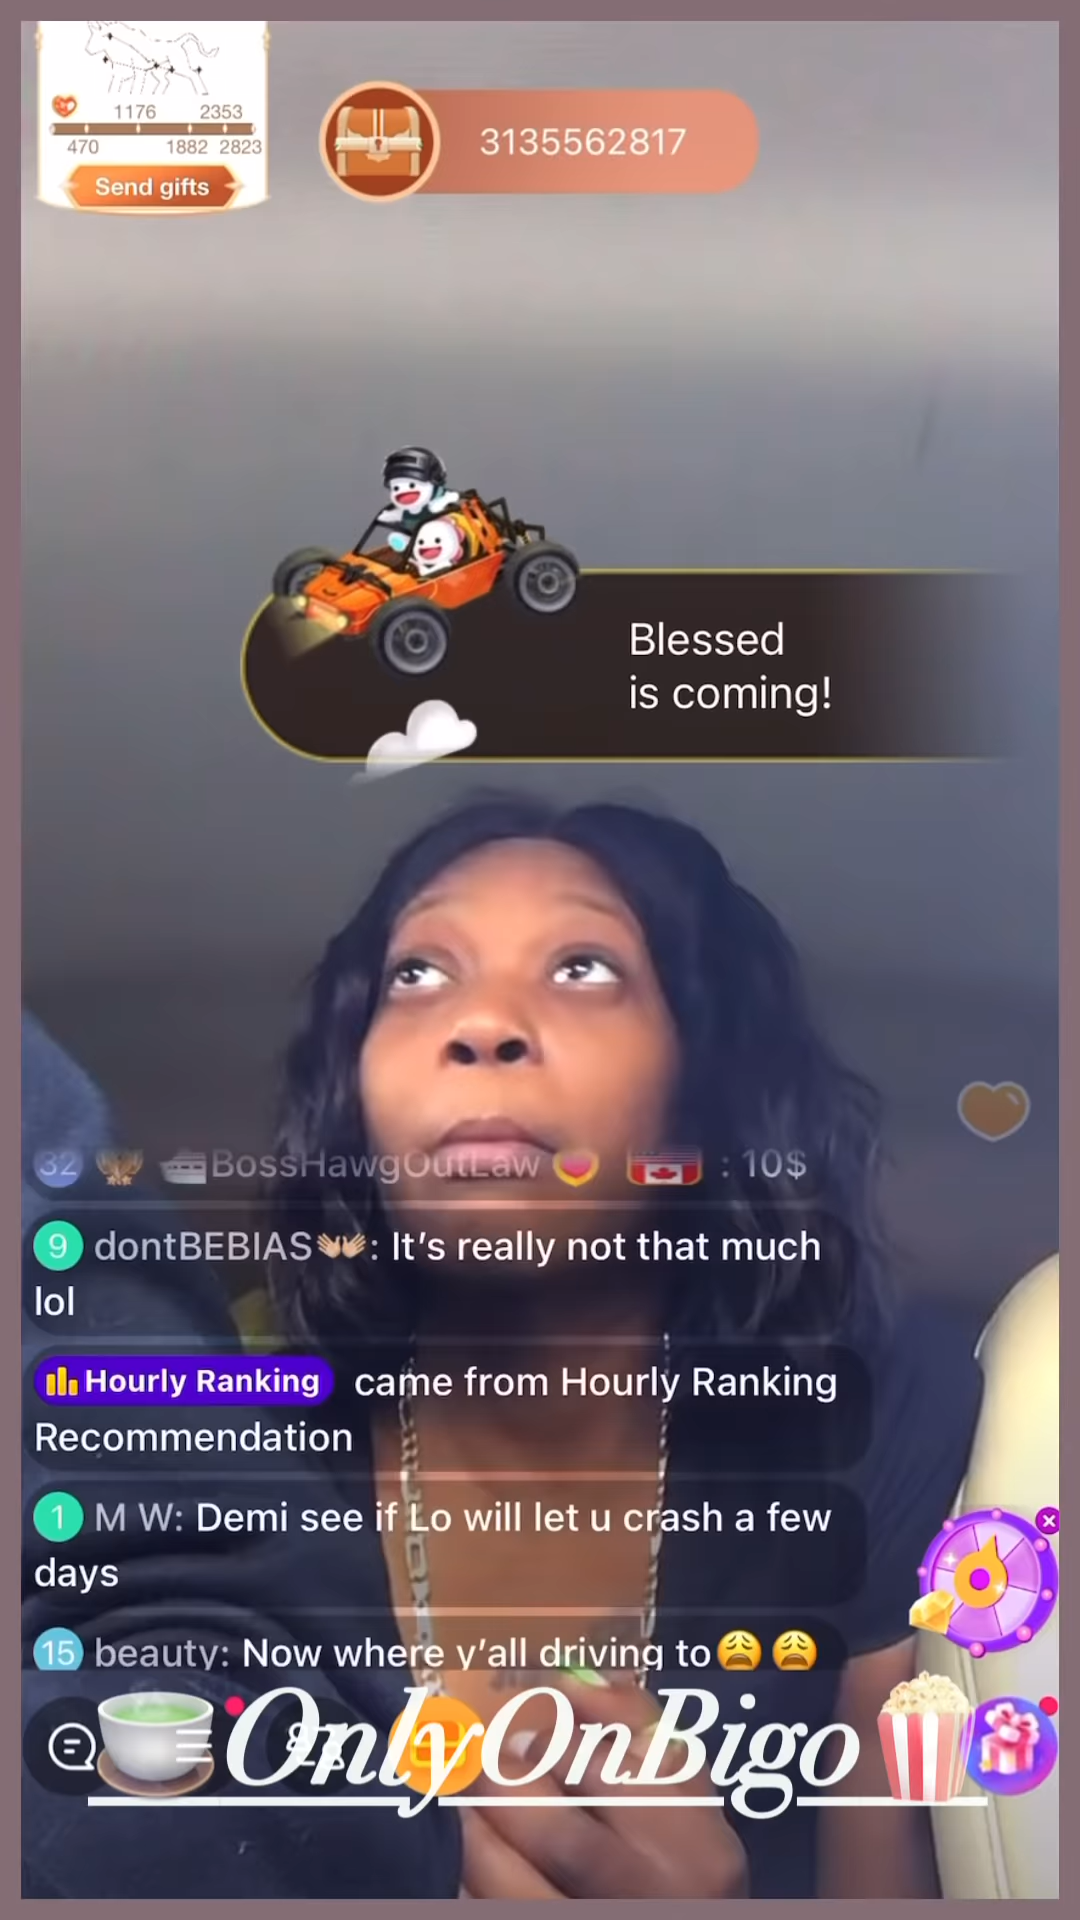 1176 2353
470 1882 2823
Send gifts
3135562817
Blessed
is coming!
32 BossHawgOutLaw : 10$
9 dontBEBIAS👐🏼: It’s really not that much
lol
Hourly Ranking came from Hourly Ranking
Recommendation
1 M W: Demi see if Lo will let u crash a few
days
15 beauty: Now where y’all driving to😩😩
OnlyOnBigo